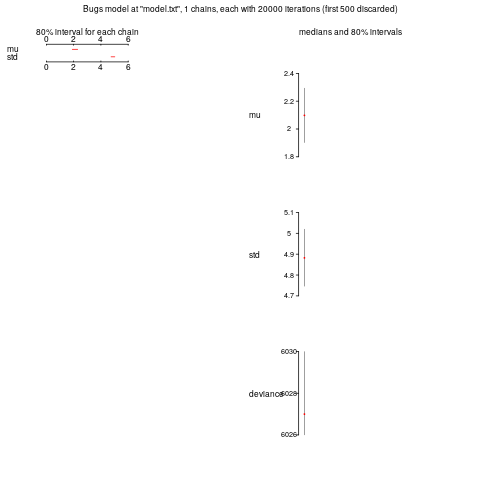 Bugs model at "model.txt", 1 chains, each with 20000 iterations (first 500 discarded)
80% interval for each chain
0 2 4 6
mu
std
0 2 4 6
medians and 80% intervals
2.4
2.2
mu
2
1.8
5.1
5
std
4.9
4.8
4.7
6030
deviance
6028
6026